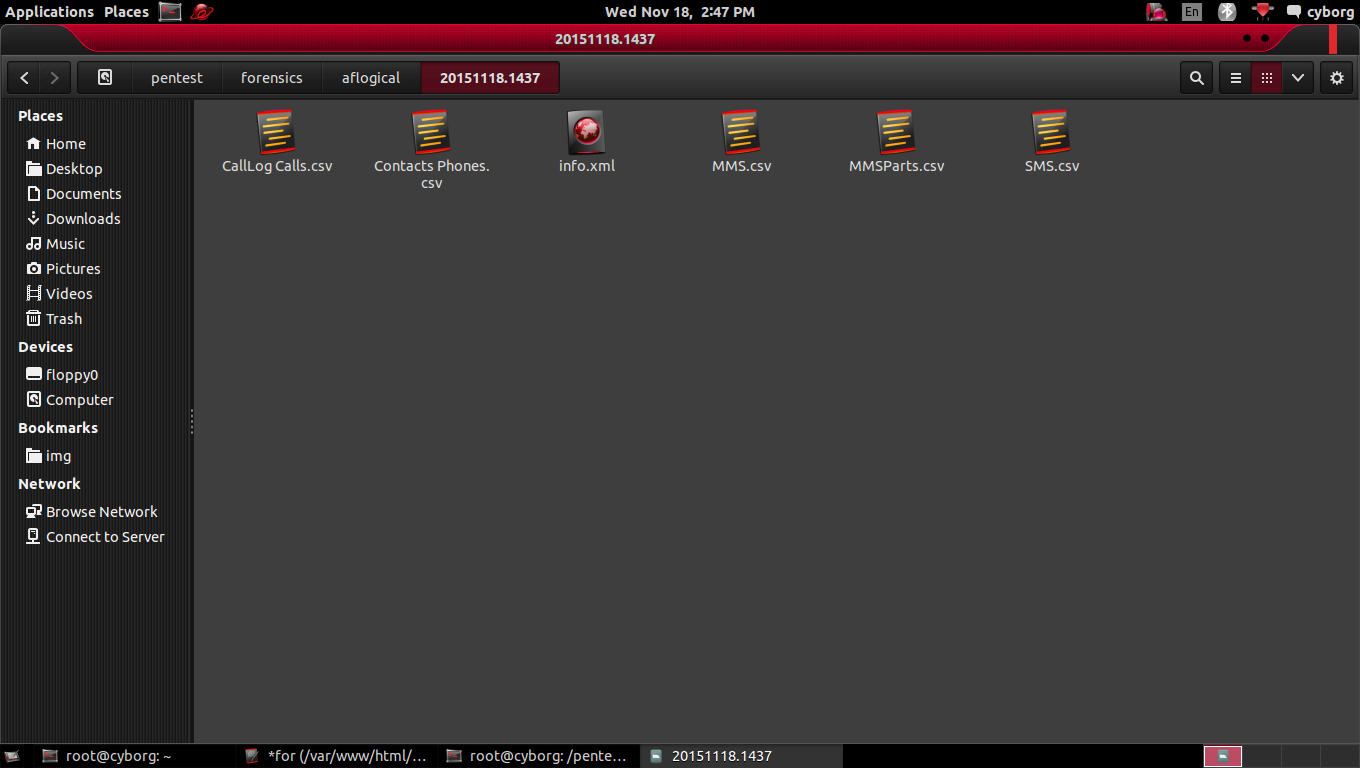 Applications Places Wed Nov 18, 2:47 PM En cyborg
20151118.1437
pentest forensics aflogical 20151118.1437
Places
Home
Desktop
Documents
Downloads
Music
Pictures
Videos
Trash
Devices
floppy0
Computer
Bookmarks
img
Network
Browse Network
Connect to Server
CallLog Calls.csv
Contacts Phones.
csv
info.xml
MMS.csv
MMSParts.csv
SMS.csv
root@cyborg: ~ *for (/var/www/html/... root@cyborg: /pente... 20151118.1437